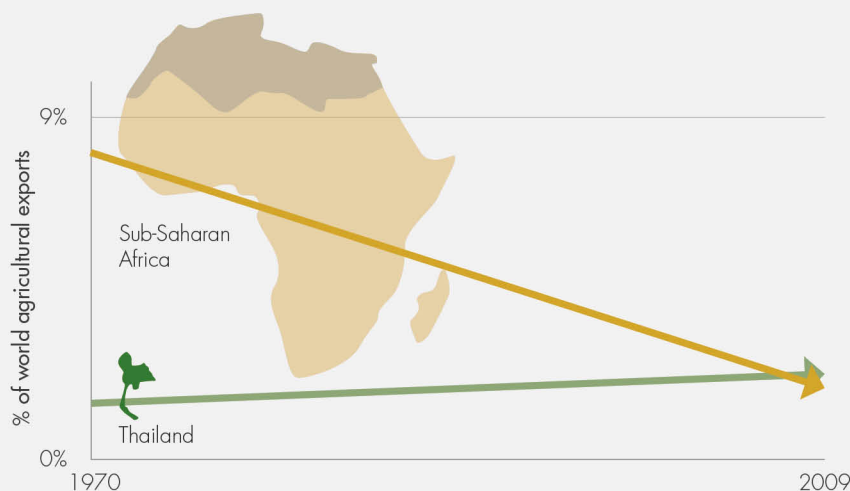 9%
% of world agricultural exports
Sub-Saharan
Africa
Thailand
0%
1970
2009